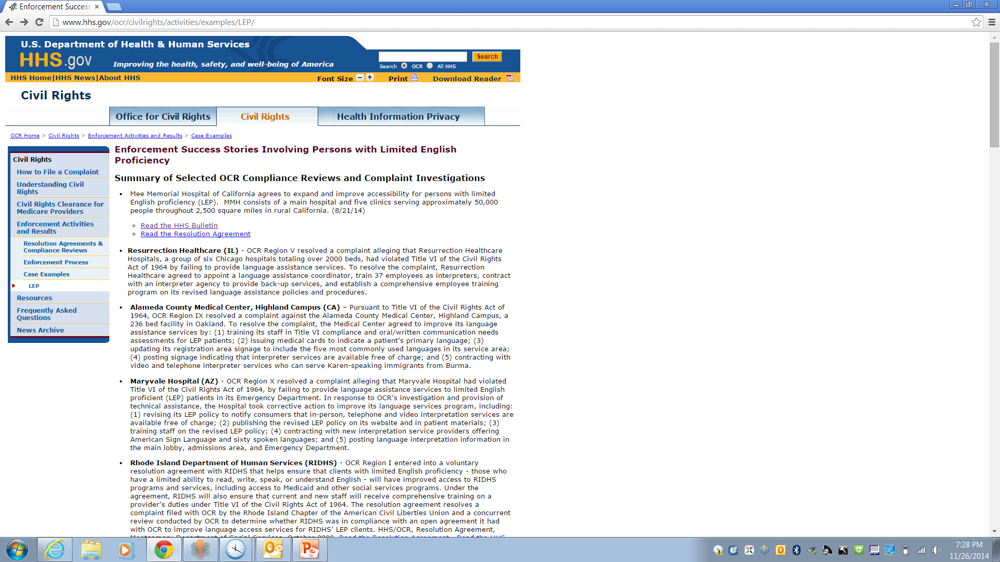 Enforcement Success
www.hhs.gov/ocr/civilrights/activities/examples/LEP/
U.S. Department of Health & Human Services
HHS.gov
Improving the health, safety, and well-being of America
Search
Search OCR All HHS
HHS Home|HHS News|About HHS
Font Size - + Print Download Reader
Civil Rights
Office for Civil Rights Civil Rights Health Information Privacy
OCR Home > Civil Rights > Enforcement Activities and Results > Case Examples
Civil Rights
How to File a Complaint
Understanding Civil
Rights
Civil Rights Clearance for
Medicare Providers
Enforcement Activities
and Results
Resolution Agreements &
Compliance Reviews
Enforcement Process
Case Examples
LEP
Resources
Frequently Asked
Questions
News Archive
Enforcement Success Stories Involving Persons with Limited English
Proficiency
Summary of Selected OCR Compliance Reviews and Complaint Investigations
• Mee Memorial Hospital of California agrees to expand and improve accessibility for persons with limited
English proficiency (LEP).  MMH consists of a main hospital and five clinics serving approximately 50,000
people throughout 2,500 square miles in rural California. (8/21/14)
Read the HHS Bulletin
Read the Resolution Agreement
• Resurrection Healthcare (IL) - OCR Region V resolved a complaint alleging that Resurrection Healthcare
Hospitals, a group of six Chicago hospitals totaling over 2000 beds, had violated Title VI of the Civil Rights
Act of 1964 by failing to provide language assistance services. To resolve the complaint, Resurrection
Healthcare agreed to appoint a language assistance coordinator, train 37 employees as interpreters, contract
with an interpreter agency to provide back-up services, and establish a comprehensive employee training
program on its revised language assistance policies and procedures.
• Alameda County Medical Center, Highland Campus (CA) – Pursuant to Title VI of the Civil Rights Act of
1964, OCR Region IX resolved a complaint against the Alameda County Medical Center, Highland Campus, a
236 bed facility in Oakland. To resolve the complaint, the Medical Center agreed to improve its language
assistance services by: (1) training its staff in Title VI compliance and oral/written communication needs
assessments for LEP patients; (2) issuing medical cards to indicate a patient’s primary language; (3)
updating its registration area signage to include the five most commonly used languages in its service area;
(4) posting signage indicating that interpreter services are available free of charge; and (5) contracting with
video and telephone interpreter services who can serve Karen-speaking immigrants from Burma.
• Maryvale Hospital (AZ) - OCR Region X resolved a complaint alleging that Maryvale Hospital had violated
Title VI of the Civil Rights Act of 1964, by failing to provide language assistance services to limited English
proficient (LEP) patients in its Emergency Department. In response to OCR’s investigation and provision of
technical assistance, the Hospital took corrective action to improve its language services program, including:
(1) revising its LEP policy to notify consumers that in-person, telephone and video interpretation services are
available free of charge; (2) publishing the revised LEP policy on its website and in patient materials; (3)
training staff on the revised LEP policy; (4) contracting with new interpretation service providers offering
American Sign Language and sixty spoken languages; and (5) posting language interpretation information in
the main lobby, admissions area, and Emergency Department.
• Rhode Island Department of Human Services (RIDHS) - OCR Region I entered into a voluntary
resolution agreement with RIDHS that helps ensure that clients with limited English proficiency - those who
have a limited ability to read, write, speak, or understand English - will have improved access to RIDHS
programs and services, including access to Medicaid and other social services programs. Under the
agreement, RIDHS will also ensure that current and new staff will receive comprehensive training on a
provider’s duties under Title VI of the Civil Rights Act of 1964. The resolution agreement resolves a
complaint filed with OCR by the Rhode Island Chapter of the American Civil Liberties Union and a concurrent
review conducted by OCR to determine whether RIDHS was in compliance with an open agreement it had
with OCR to improve language access services for RIDHS’ LEP clients. HHS/OCR, Resolution Agreement,
7:28 PM
11/26/2014